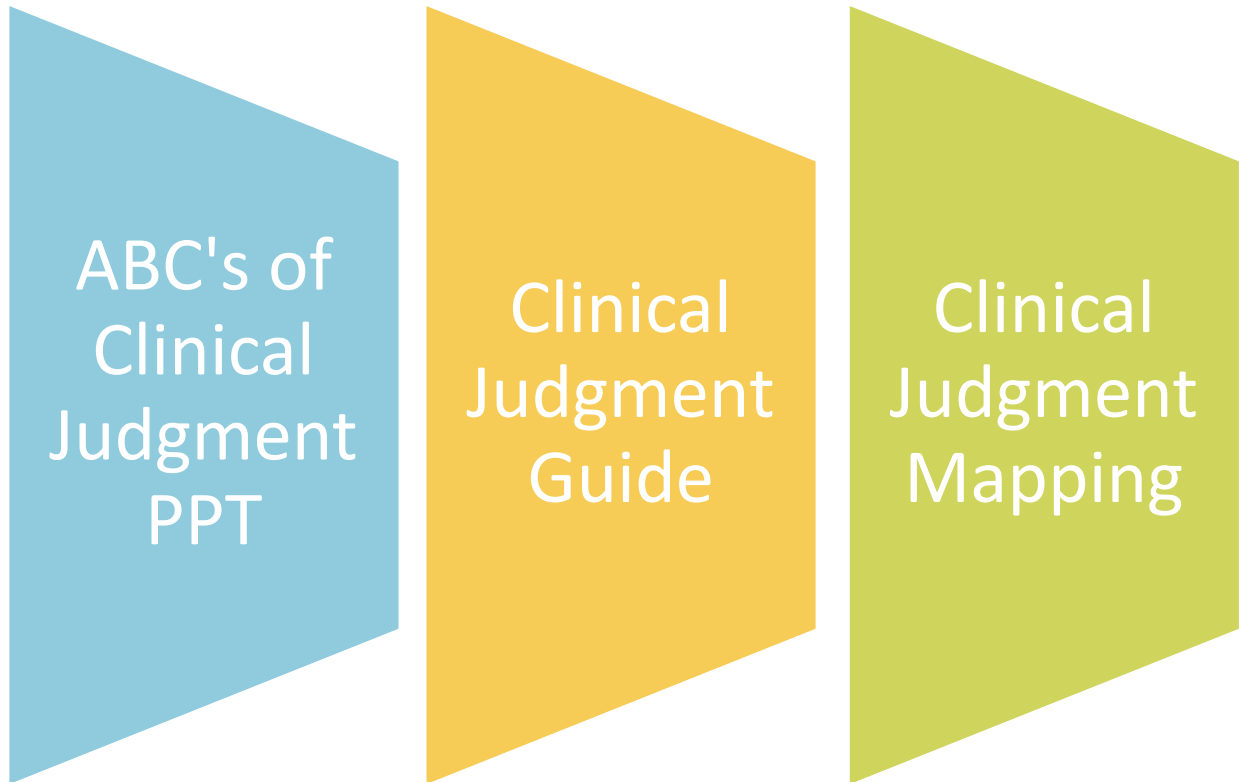 ABC's of
Clinical
Judgment
PPT
Clinical
Judgment
Guide
Clinical
Judgment
Mapping